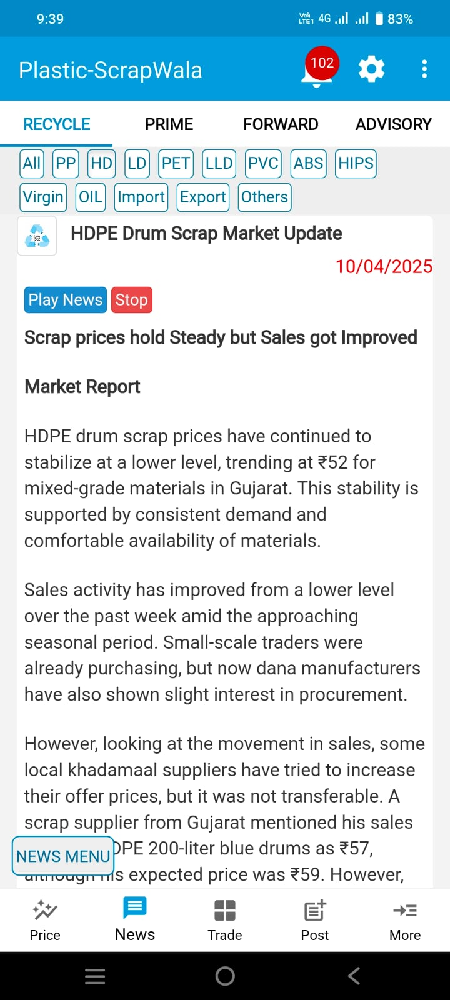 9:39
Vo) LTE1 4G 83%
Plastic-ScrapWala
102
RECYCLE PRIME FORWARD ADVISORY
All PP HD LD PET LLD PVC ABS HIPS
Virgin OIL Import Export Others
HDPE Drum Scrap Market Update
10/04/2025
Play News Stop
Scrap prices hold Steady but Sales got Improved
Market Report
HDPE drum scrap prices have continued to
stabilize at a lower level, trending at ₹52 for
mixed-grade materials in Gujarat. This stability is
supported by consistent demand and
comfortable availability of materials.
Sales activity has improved from a lower level
over the past week amid the approaching
seasonal period. Small-scale traders were
already purchasing, but now dana manufacturers
have also shown slight interest in procurement.
However, looking at the movement in sales, some
local khadamaal suppliers have tried to increase
their offer prices, but it was not transferable. A
scrap supplier from Gujarat mentioned his sales
DPE 200-liter blue drums as ₹57,
NEWS MENU
although his expected price was ₹59. However,
Price News Trade Post More